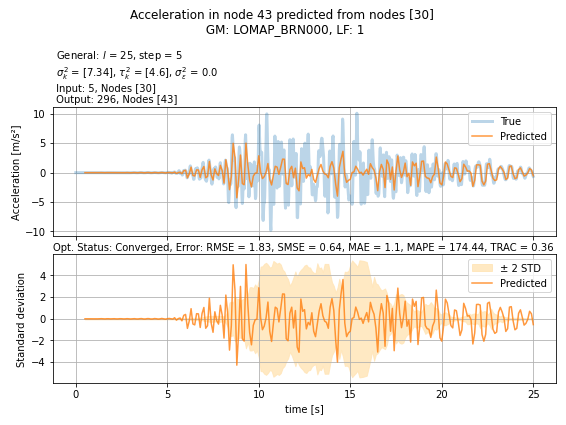 Acceleration in node 43 predicted from nodes [30]
GM: LOMAP_BRN000, LF: 1
General: l = 25, step = 5
σ²ₖ = [7.34], τ²ₖ = [4.6], σ²ε = 0.0
Input: 5, Nodes [30]
Output: 296, Nodes [43]
Acceleration [m/s²]
10
5
0
−5
−10
True
Predicted
Opt. Status: Converged, Error: RMSE = 1.83, SMSE = 0.64, MAE = 1.1, MAPE = 174.44, TRAC = 0.36
Standard deviation
4
2
0
−2
−4
± 2 STD
Predicted
0 5 10 15 20 25
time [s]